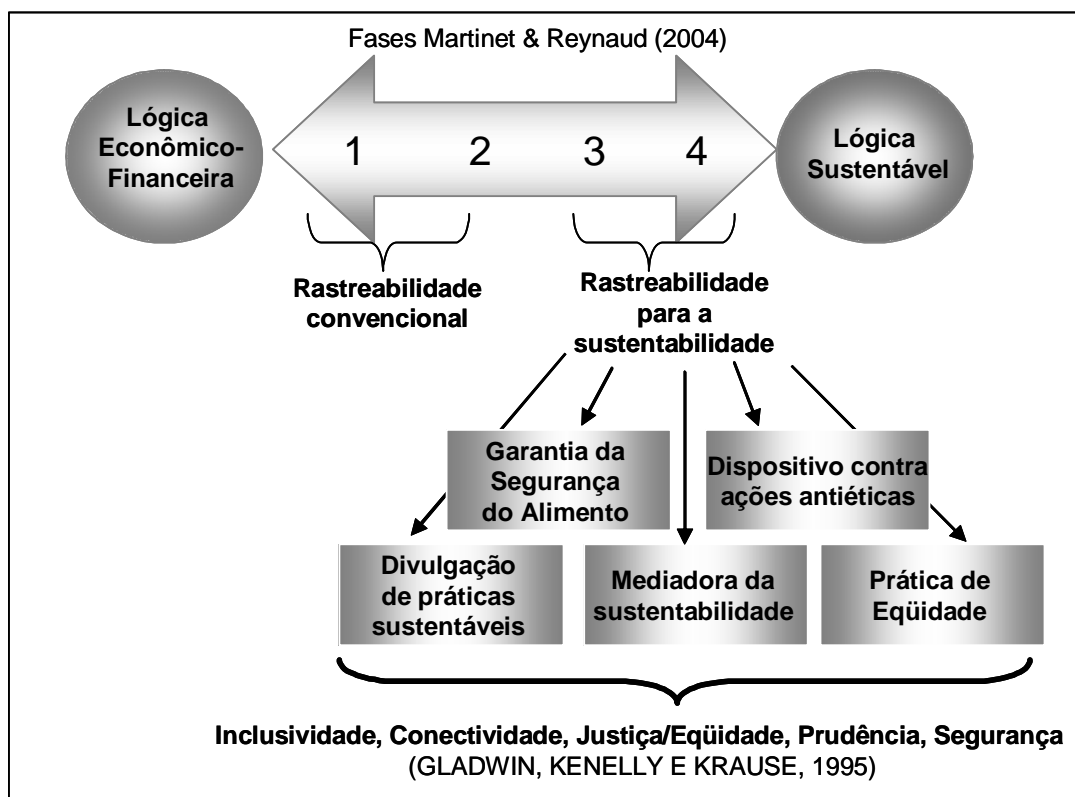 Fases Martinet & Reynaud (2004)
Lógica
Econômico-
Financeira
1 2 3 4
Lógica
Sustentável
Rastreabilidade
convencional
Rastreabilidade
para a
sustentabilidade
Garantia da
Segurança
do Alimento
Dispositivo contra
ações antiéticas
Divulgação
de práticas
sustentáveis
Mediadora da
sustentabilidade
Prática de
Eqüidade
Inclusividade, Conectividade, Justiça/Eqüidade, Prudência, Segurança
(GLADWIN, KENELLY E KRAUSE, 1995)